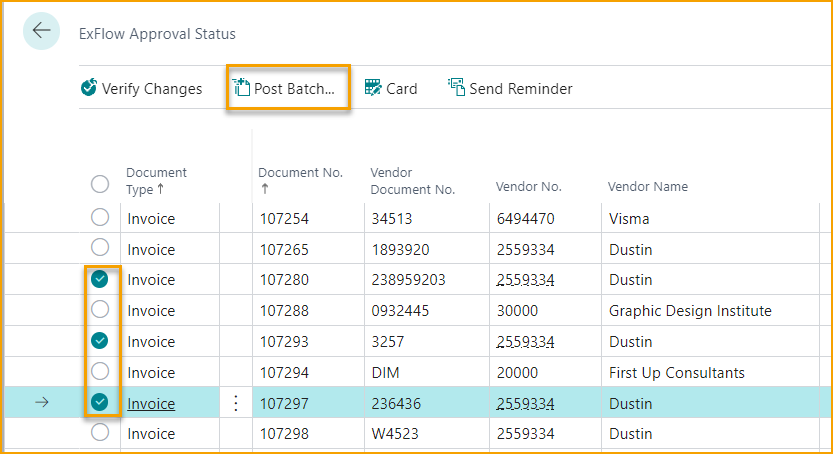 ExFlow Approval Status
Verify Changes Post Batch... Card Send Reminder
Document Type ↑ Document No. ↑ Vendor Document No. Vendor No. Vendor Name
Invoice 107254 34513 6494470 Visma
Invoice 107265 1893920 2559334 Dustin
Invoice 107280 238959203 2559334 Dustin
Invoice 107288 0932445 30000 Graphic Design Institute
Invoice 107293 3257 2559334 Dustin
Invoice 107294 DIM 20000 First Up Consultants
Invoice 107297 236436 2559334 Dustin
Invoice 107298 W4523 2559334 Dustin